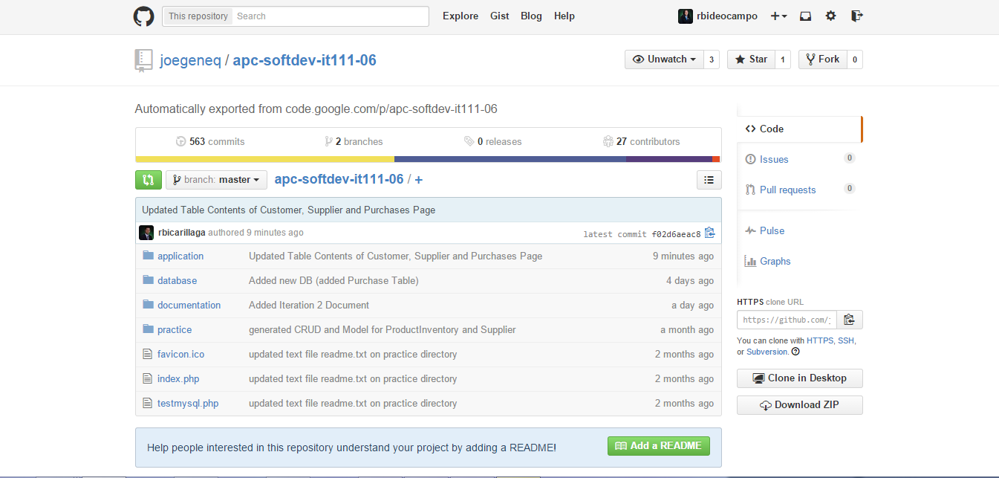 This repository Search Explore Gist Blog Help rbideocampo
joegeneq / apc-softdev-it111-06 Unwatch 3 Star 1 Fork 0
Automatically exported from code.google.com/p/apc-softdev-it111-06
563 commits 2 branches 0 releases 27 contributors
branch: master apc-softdev-it111-06 / +
Updated Table Contents of Customer, Supplier and Purchases Page
rbicarillaga authored 9 minutes ago latest commit f02d6aeac8
application Updated Table Contents of Customer, Supplier and Purchases Page 9 minutes ago
database Added new DB (added Purchase Table) 4 days ago
documentation Added Iteration 2 Document a day ago
practice generated CRUD and Model for ProductInventory and Supplier a month ago
favicon.ico updated text file readme.txt on practice directory 2 months ago
index.php updated text file readme.txt on practice directory 2 months ago
testmysql.php updated text file readme.txt on practice directory 2 months ago
Help people interested in this repository understand your project by adding a README! Add a README
Code
Issues 0
Pull requests 0
Pulse
Graphs
HTTPS clone URL
https://github.com/
You can clone with HTTPS, SSH,
or Subversion.
Clone in Desktop
Download ZIP